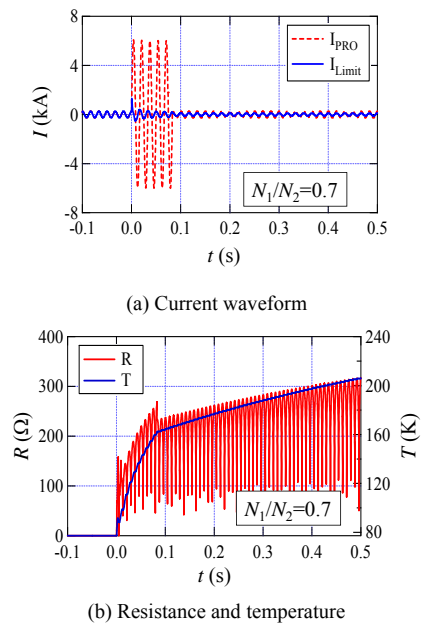 8
4
0
-4
-8
I (kA)
I_PRO
I_Limit
N₁/N₂=0.7
-0.1 0.0 0.1 0.2 0.3 0.4 0.5
t (s)
(a) Current waveform
400
300
200
100
0
R (Ω)
R
T
240
200
160
120
80
T (K)
N₁/N₂=0.7
-0.1 0.0 0.1 0.2 0.3 0.4 0.5
t (s)
(b) Resistance and temperature